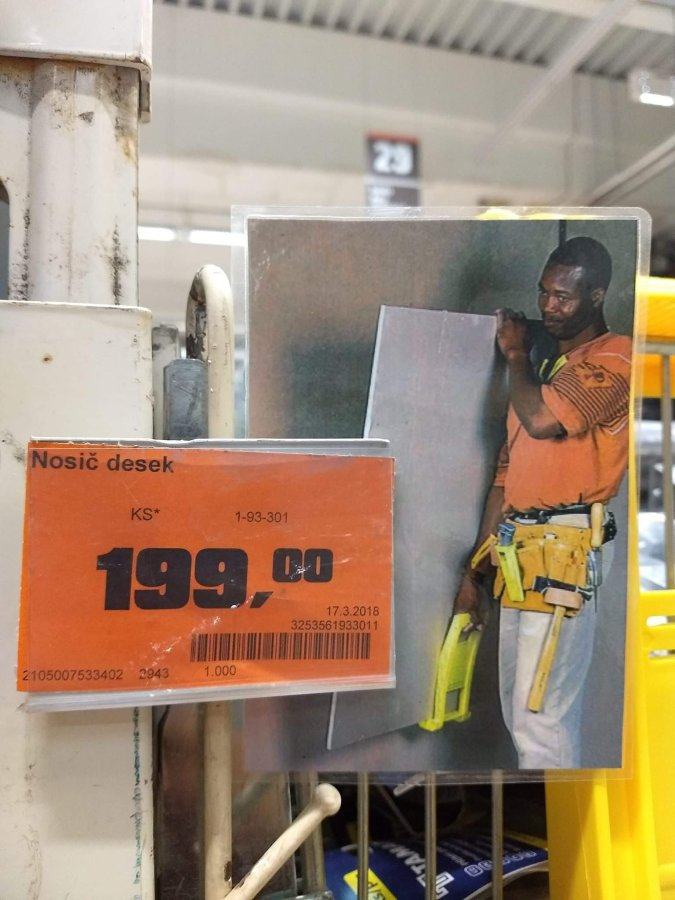 29
Nosič desek
KS* 1-93-301
199,00
17.3.2018
3253561933011
2105007533402 2943 1.000